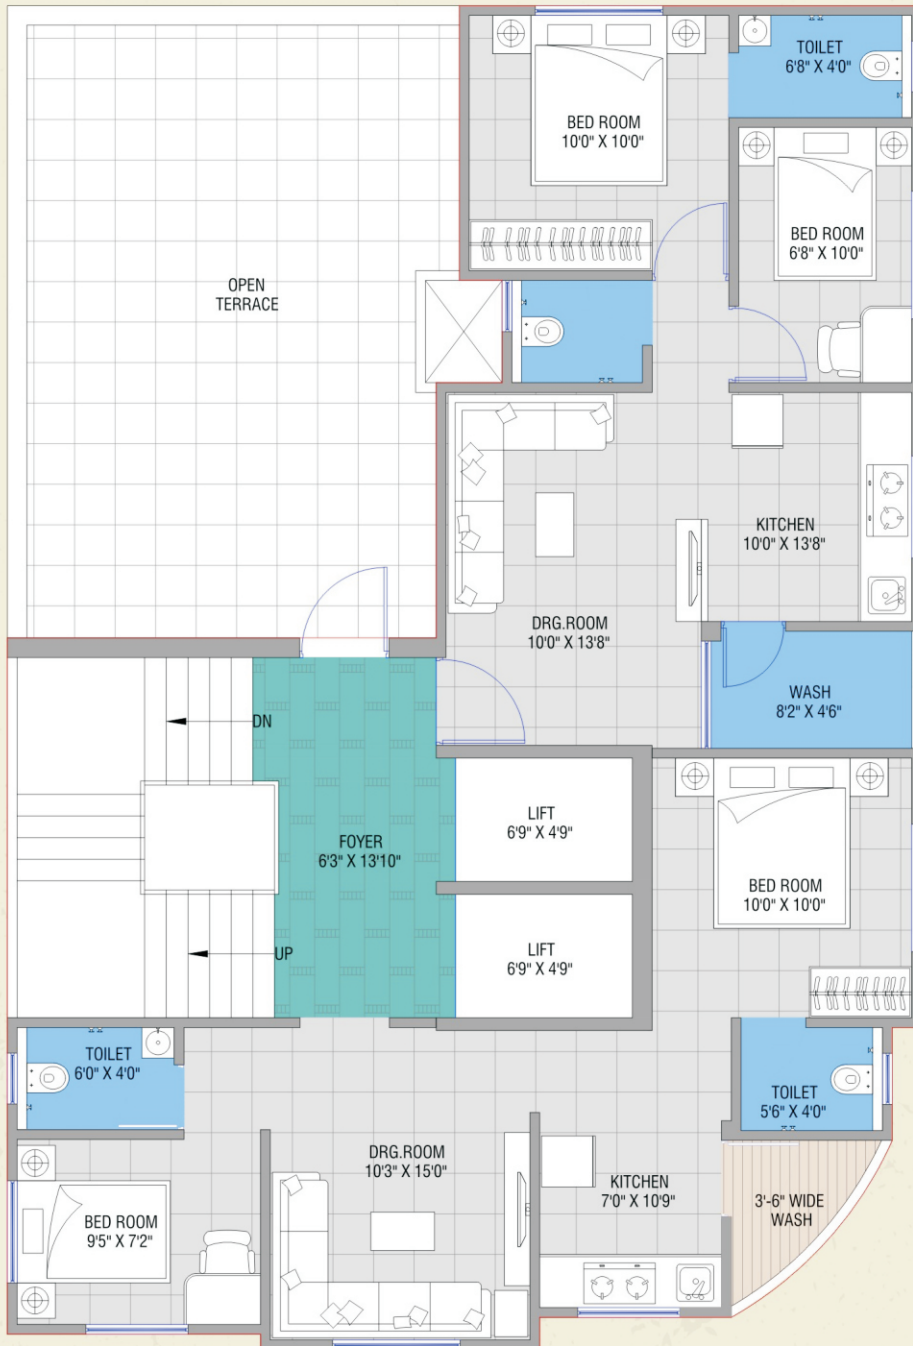 TOILET
6'8" X 4'0"
BED ROOM
10'0" X 10'0"
BED ROOM
6'8" X 10'0"
OPEN
TERRACE
KITCHEN
10'0" X 13'8"
DRG.ROOM
10'0" X 13'8"
WASH
8'2" X 4'6"
DN
LIFT
6'9" X 4'9"
FOYER
6'3" X 13'10"
BED ROOM
10'0" X 10'0"
UP
LIFT
6'9" X 4'9"
TOILET
6'0" X 4'0"
TOILET
5'6" X 4'0"
DRG.ROOM
10'3" X 15'0"
KITCHEN
7'0" X 10'9"
3'-6" WIDE
WASH
BED ROOM
9'5" X 7'2"